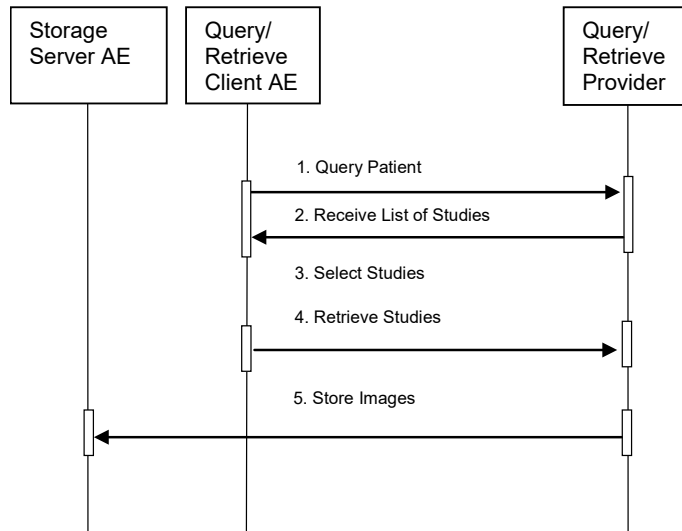 Storage
Server AE
Query/
Retrieve
Client AE
Query/
Retrieve
Provider
1. Query Patient
2. Receive List of Studies
3. Select Studies
4. Retrieve Studies
5. Store Images